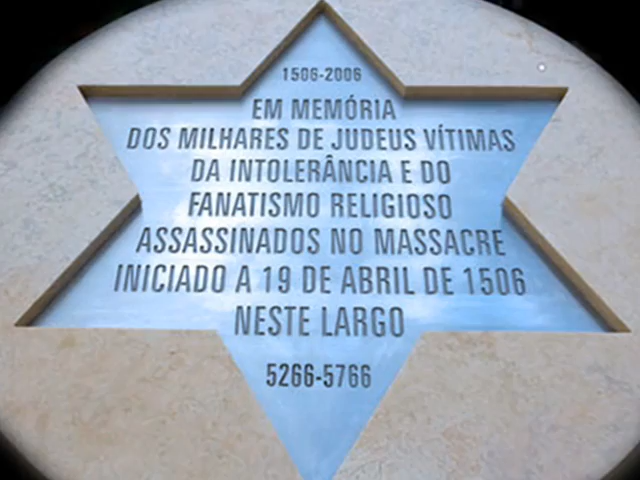 1506-2006
EM MEMÓRIA
DOS MILHARES DE JUDEUS VÍTIMAS
DA INTOLERÂNCIA E DO
FANATISMO RELIGIOSO
ASSASSINADOS NO MASSACRE
INICIADO A 19 DE ABRIL DE 1506
NESTE LARGO
5266-5766